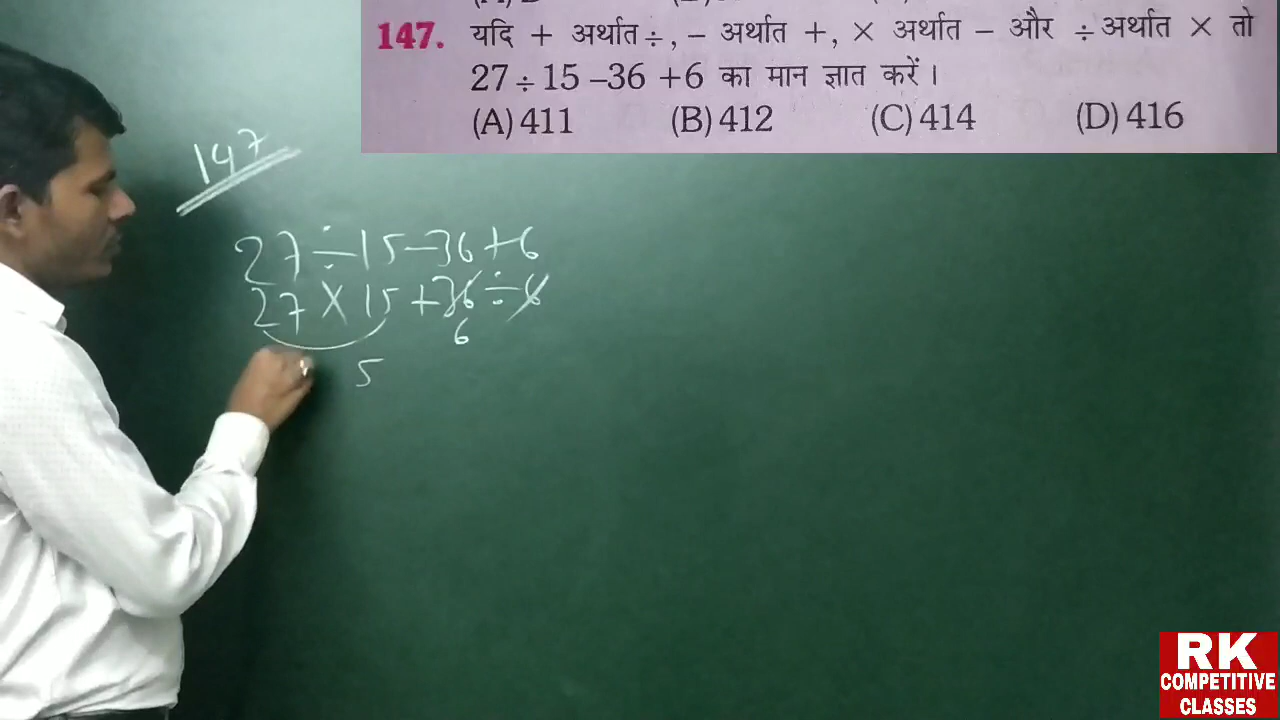 147. यदि + अर्थात ÷, – अर्थात +, × अर्थात – और ÷ अर्थात × तो
27 ÷ 15 –36 +6 का मान ज्ञात करें।
(A) 411 (B) 412 (C) 414 (D) 416
147
27 ÷ 15 – 36 + 6
27 × 15 + 36 ÷ 6
6
5
RK
COMPETITIVE
CLASSES